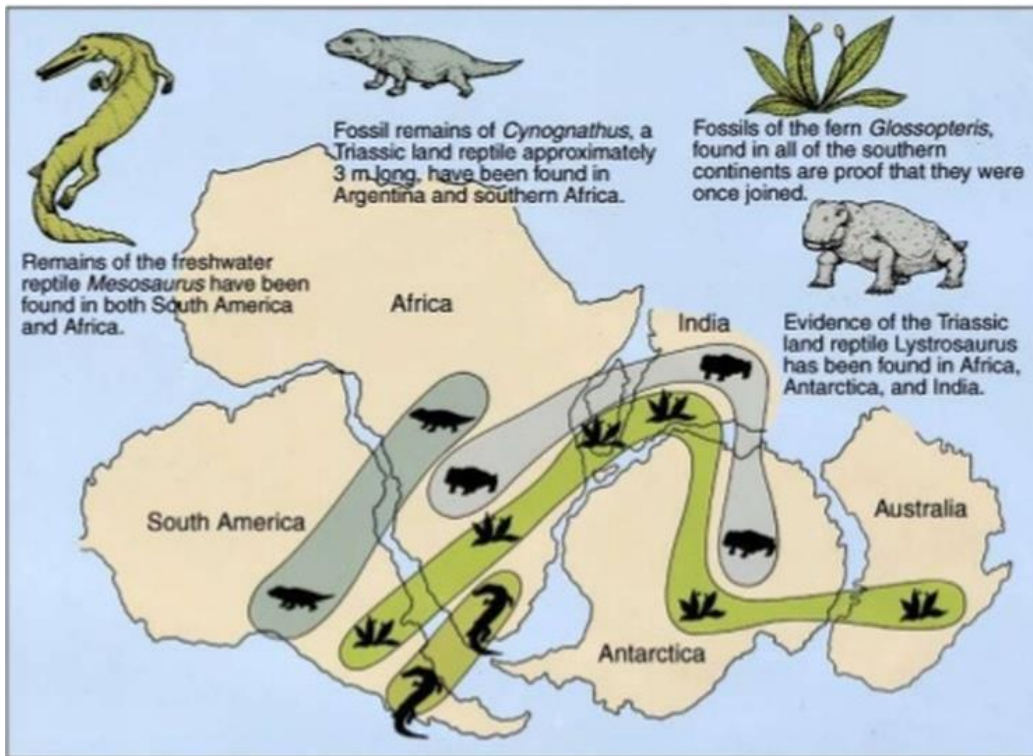 Fossil remains of Cynognathus, a
Triassic land reptile approximately
3 m long, have been found in
Argentina and southern Africa.
Fossils of the fern Glossopteris,
found in all of the southern
continents are proof that they were
once joined.
Remains of the freshwater
reptile Mesosaurus have been
found in both South America
and Africa.
Africa
India
Evidence of the Triassic
land reptile Lystrosaurus
has been found in Africa,
Antarctica, and India.
South America
Australia
Antarctica